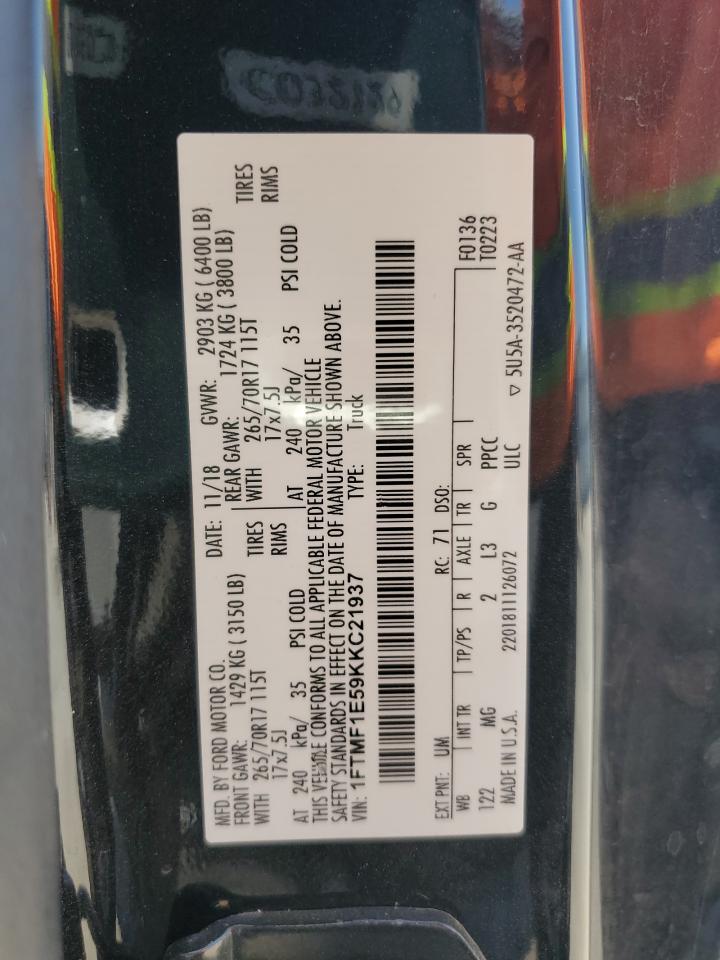 MFD. BY FORD MOTOR CO.
DATE: 11/18
GVWR: 2903 KG ( 6400 LB)
FRONT GAWR: 1429 KG ( 3150 LB)
REAR GAWR: 1724 KG ( 3800 LB)
WITH 265/70R17 115T TIRES
17x7.5J RIMS
AT 240 kPa/ 35 PSI COLD
WITH 265/70R17 115T TIRES
17x7.5J RIMS
AT 240 kPa/ 35 PSI COLD
THIS VEHICLE CONFORMS TO ALL APPLICABLE FEDERAL MOTOR VEHICLE
SAFETY STANDARDS IN EFFECT ON THE DATE OF MANUFACTURE SHOWN ABOVE.
VIN: 1FTMF1E59KKC21937 TYPE: Truck
EXT PNT: UM RC: 71 DSO:
WB INT TR TP/PS R AXLE TR SPR F0136
122 MG 2 L3 G PPCC T0223
MADE IN U.S.A. 2201811126072 ULC
▽ 5U5A-3520472-AA